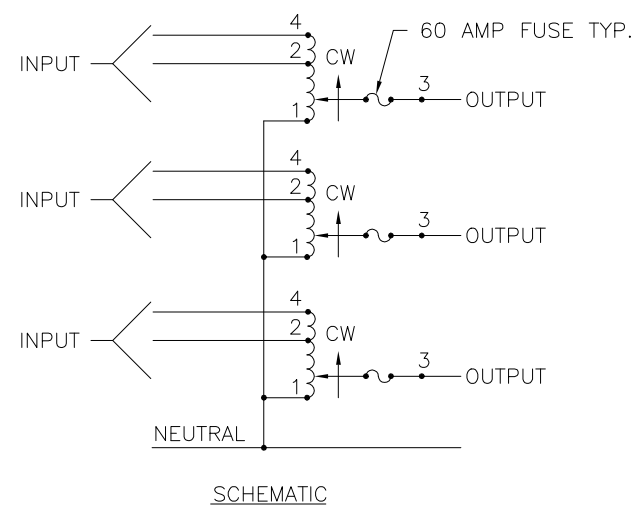 4
60 AMP FUSE TYP.
2
CW
INPUT
3
1
OUTPUT
4
2
CW
INPUT
3
1
OUTPUT
4
2
CW
INPUT
3
1
OUTPUT
NEUTRAL
SCHEMATIC